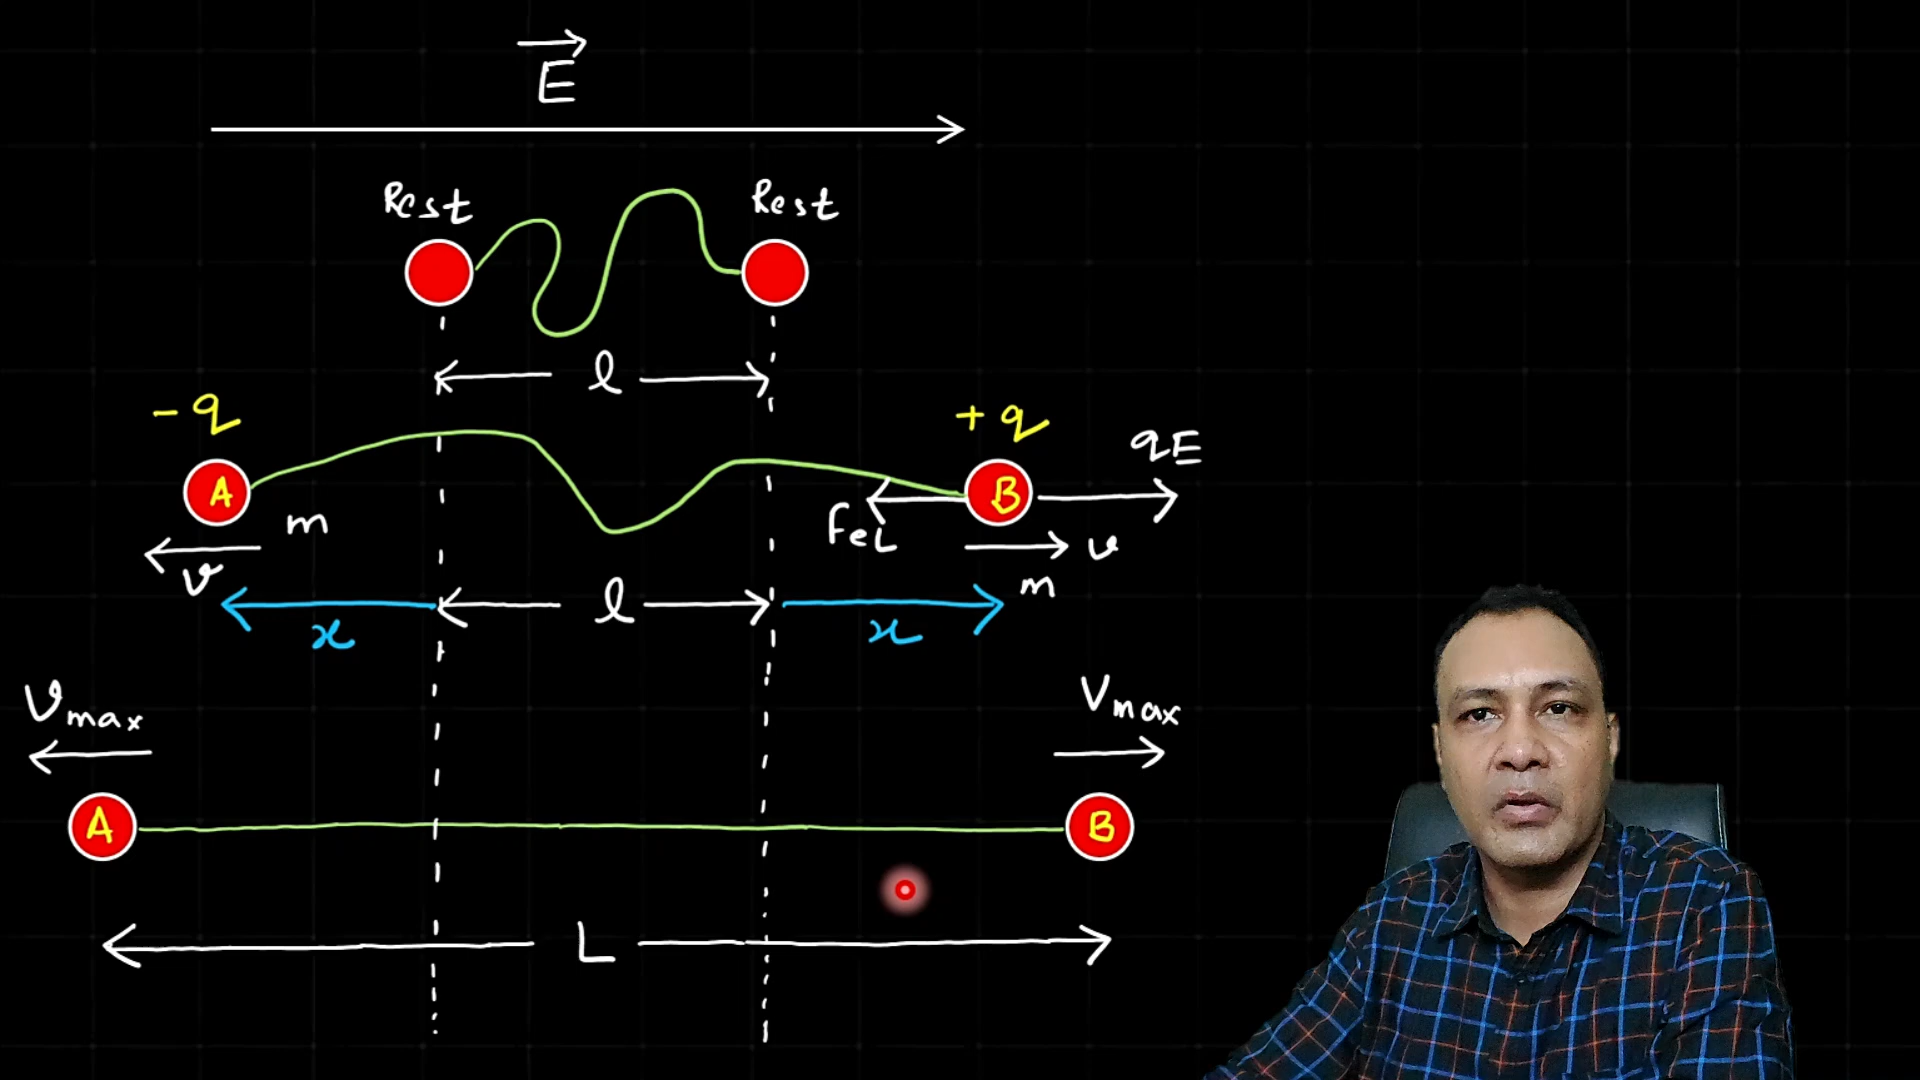 E
Rest Rest
l
- q + q
qE
A B
m
Fel
v v
m
l
x x
Vmax Vmax
A B
L